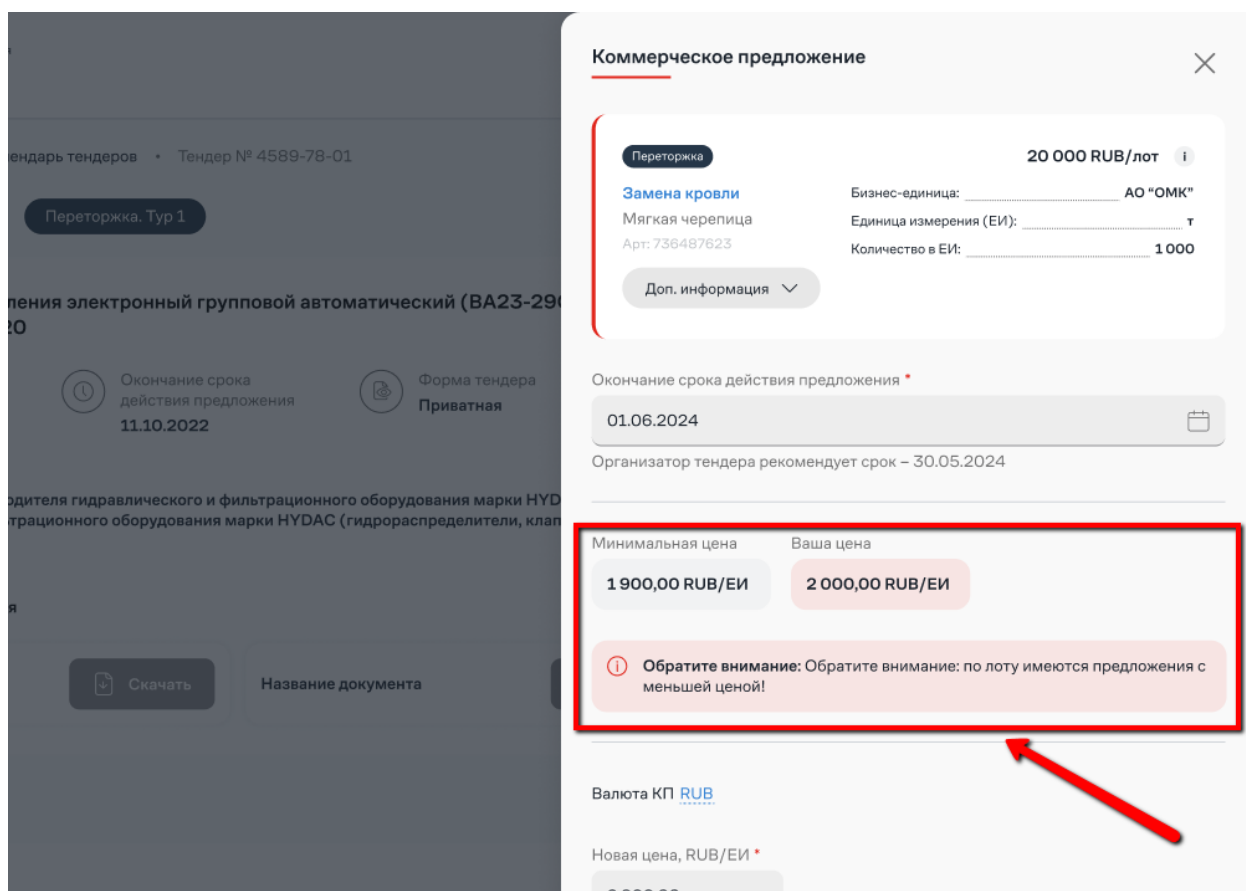 Коммерческое предложение
Переторжка
20 000 RUB/лот
Замена кровли
Мягкая черепица
Арт: 736487623
Бизнес-единица: АО “ОМК”
Единица измерения (ЕИ): т
Количество в ЕИ: 1 000
Доп. информация
Окончание срока действия предложения *
01.06.2024
Организатор тендера рекомендует срок – 30.05.2024
Минимальная цена
Ваша цена
1 900,00 RUB/ЕИ
2 000,00 RUB/ЕИ
Обратите внимание: Обратите внимание: по лоту имеются предложения с
меньшей ценой!
Валюта КП RUB
Новая цена, RUB/ЕИ *
ендарь тендеров • Тендер № 4589-78-01
Переторжка. Тур 1
ления электронный групповой автоматический (ВА23-29
20
Окончание срока
действия предложения
11.10.2022
Форма тендера
Приватная
дителя гидравлического и фильтрационного оборудования марки HYD
трационного оборудования марки HYDAC (гидрораспределители, клап
я
Скачать
Название документа